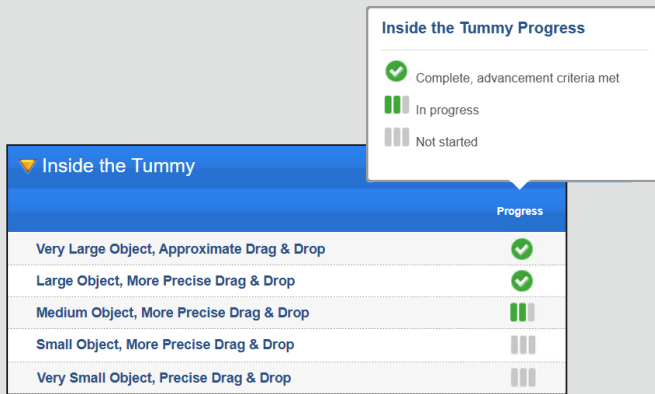 Inside the Tummy Progress
Complete, advancement criteria met
In progress
Not started
Inside the Tummy
Progress
Very Large Object, Approximate Drag & Drop
Large Object, More Precise Drag & Drop
Medium Object, More Precise Drag & Drop
Small Object, More Precise Drag & Drop
Very Small Object, Precise Drag & Drop